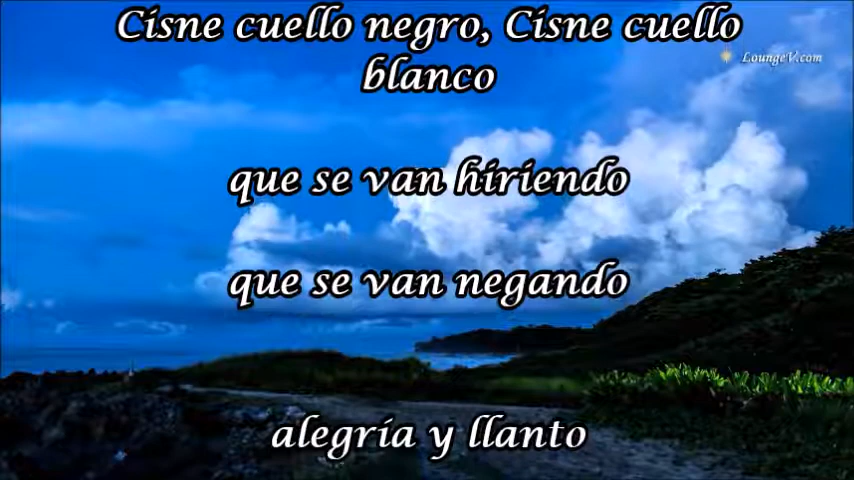 Cisne cuello negro, Cisne cuello
blanco
LoungeV.com
que se van hiriendo
que se van negando
alegría y llanto